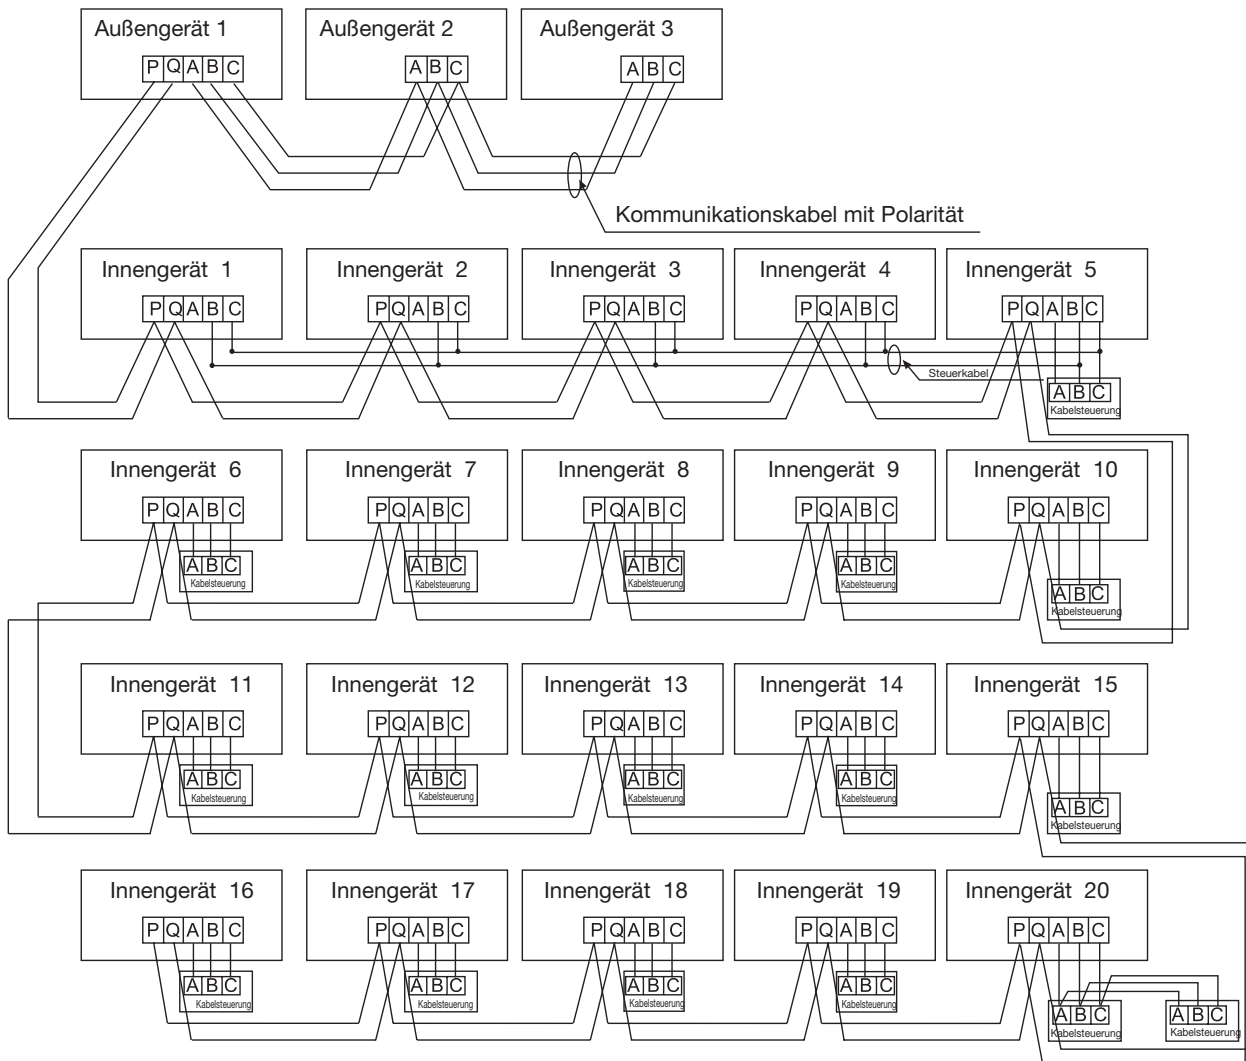 Außengerät 1 Außengerät 2 Außengerät 3
P Q A B C A B C A B C
Kommunikationskabel mit Polarität
Innengerät 1 Innengerät 2 Innengerät 3 Innengerät 4 Innengerät 5
P Q A B C P Q A B C P Q A B C P Q A B C P Q A B C
Steuerkabel
A B C
Kabelsteuerung
Innengerät 6 Innengerät 7 Innengerät 8 Innengerät 9 Innengerät 10
P Q A B C P Q A B C P Q A B C P Q A B C P Q A B C
A B C A B C A B C A B C
Kabelsteuerung Kabelsteuerung Kabelsteuerung Kabelsteuerung
A B C
Kabelsteuerung
Innengerät 11 Innengerät 12 Innengerät 13 Innengerät 14 Innengerät 15
P Q A B C P Q A B C P Q A B C P Q A B C P Q A B C
A B C A B C A B C A B C
Kabelsteuerung Kabelsteuerung Kabelsteuerung Kabelsteuerung
A B C
Kabelsteuerung
Innengerät 16 Innengerät 17 Innengerät 18 Innengerät 19 Innengerät 20
P Q A B C P Q A B C P Q A B C P Q A B C P Q A B C
A B C A B C A B C A B C
Kabelsteuerung Kabelsteuerung Kabelsteuerung Kabelsteuerung
A B C A B C
Kabelsteuerung Kabelsteuerung